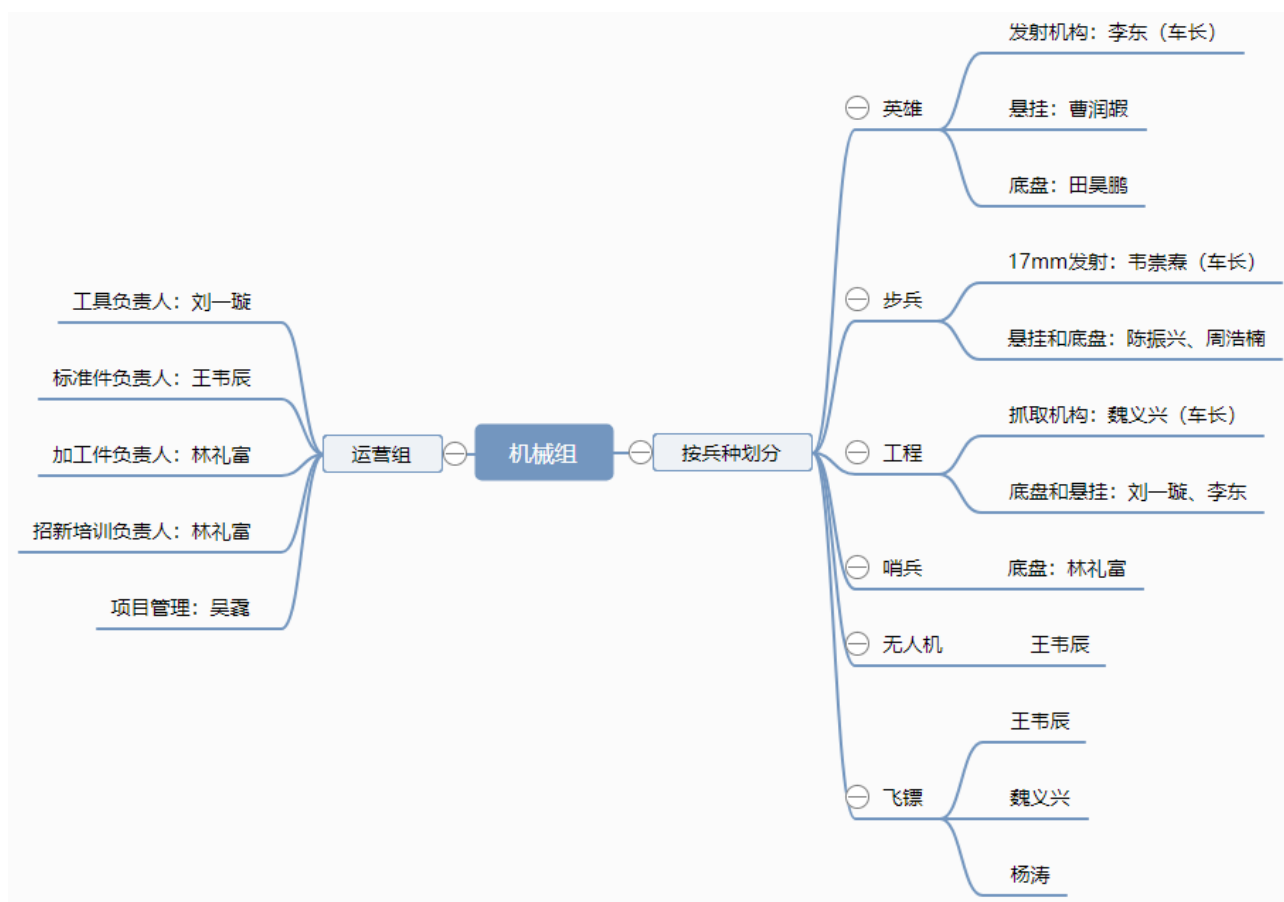 机械组
运营组
工具负责人：刘一璇
标准件负责人：王韦辰
加工件负责人：林礼富
招新培训负责人：林礼富
项目管理：吴毳
按兵种划分
英雄
发射机构：李东（车长）
悬挂：曹润嘏
底盘：田昊鹏
步兵
17mm发射：韦崇焘（车长）
悬挂和底盘：陈振兴、周浩楠
工程
抓取机构：魏义兴（车长）
底盘和悬挂：刘一璇、李东
哨兵
底盘：林礼富
无人机
王韦辰
飞镖
王韦辰
魏义兴
杨涛